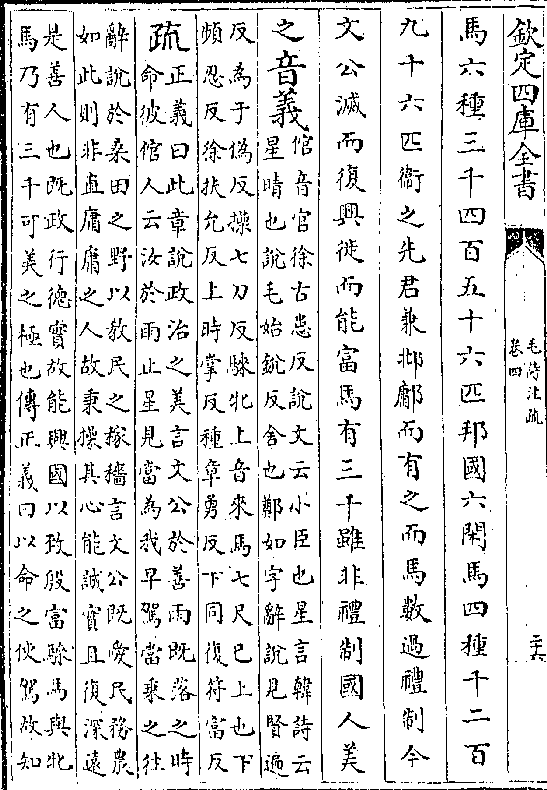 欽定四庫全書
毛詩注疏
卷四
二十六
馬六種三千四百五十六匹邦國六閑馬四種千二百
九十六匹衞之先君兼邶鄘而有之而馬數過禮制今
文公滅而復興徙而能富馬有三千雖非禮制國人美
之音義倌音官徐古患反說文云小臣也星言韓詩云
星晴也說毛始銳反舍也鄭如字辭說見賢遍
反為于偽反操七刀反騋牝上音來馬七尺已上也下
頻忍反徐扶允反上時掌反種章勇反下同復符富反
疏正義曰此章說政治之美言文公於善雨既落之時
命彼倌人云汝於雨止星見當為我早駕當乗之往
辭說於桑田之野以教民之稼穡言文公既愛民務農
如此則非直庸庸之人故秉操其心能誠實且復深遠
是善人也既政行德實故能興國以致殷富騋馬與牝
馬乃有三千可美之極也傳正義曰以命之使駕故知